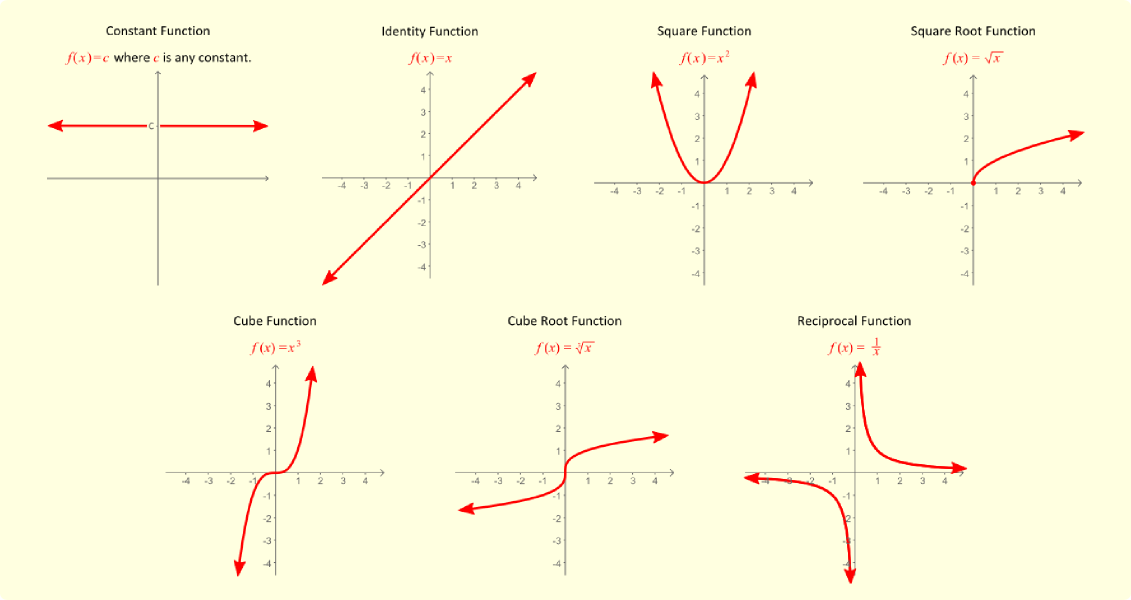 Constant Function
f(x)=c where c is any constant.
C
Identity Function
f(x)=x
4
3
2
1
-4 -3 -2 -1 1 2 3 4
-1
-2
-3
-4
Square Function
f(x)=x²
4
3
2
1
-4 -3 -2 -1 1 2 3 4
-1
-2
-3
-4
Square Root Function
f(x) = √x
4
3
2
1
-4 -3 -2 -1 1 2 3 4
-1
-2
-3
-4
Cube Function
f(x)=x³
4
3
2
1
-4 -3 -2 -1 1 2 3 4
-1
-2
-3
-4
Cube Root Function
f(x) = ∛x
4
3
2
1
-4 -3 -2 -1 1 2 3 4
-1
-2
-3
-4
Reciprocal Function
f(x) = 1/x
4
3
2
1
-4 -3 -2 -1 1 2 3 4
-1
-2
-3
-4